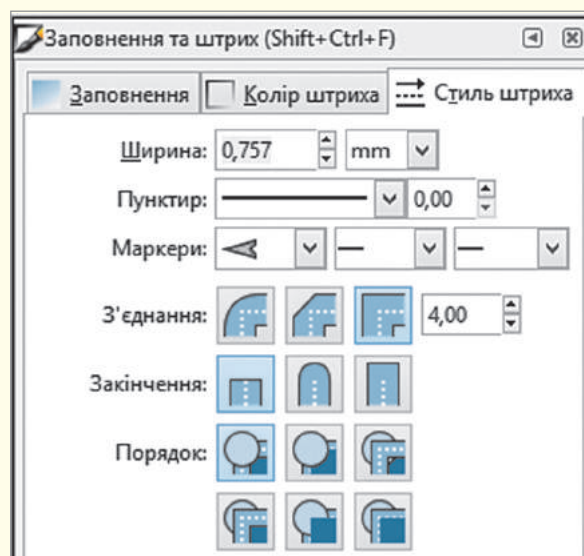 Заповнення та штрих (Shift+Ctrl+F)
Заповнення Колір штриха Стиль штриха
Ширина: 0,757 mm
Пунктир: 0,00
Маркери:
З'єднання: 4,00
Закінчення:
Порядок: